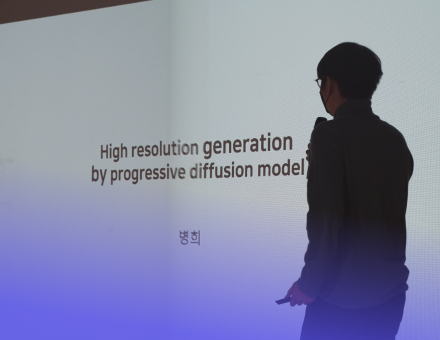 High resolution generation
by progressive diffusion model
병희